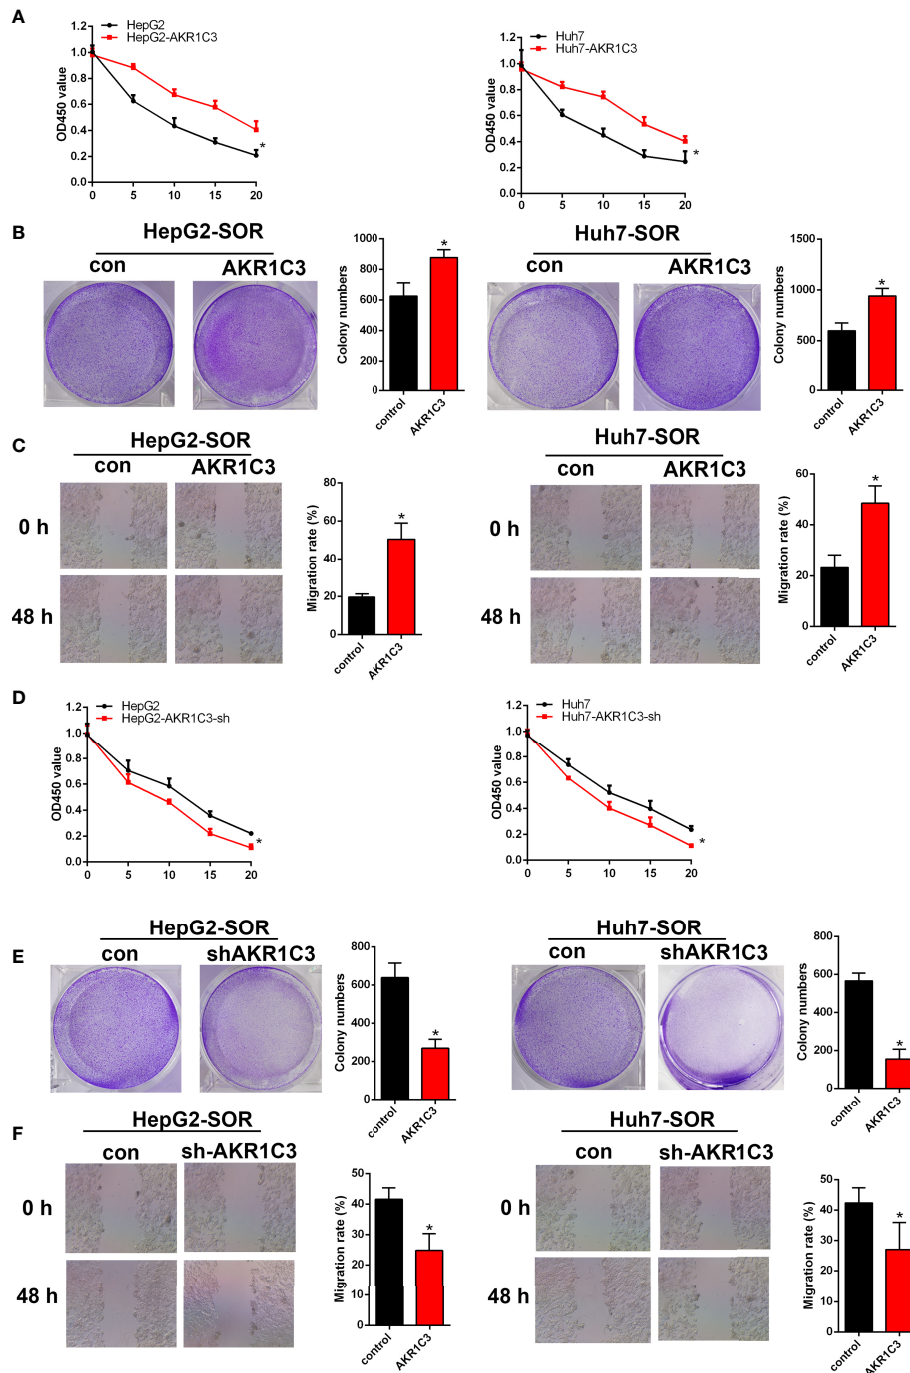 A
HepG2
HepG2-AKR1C3
OD450 value
1.2
1.0
0.8
0.6
0.4
0.2
0.0
0 5 10 15 20
*
Huh7
Huh7-AKR1C3
OD450 value
1.2
1.0
0.8
0.6
0.4
0.2
0.0
0 5 10 15 20
*
B
HepG2-SOR
con AKR1C3
Colony numbers
1000
800
600
400
200
0
*
control AKR1C3
Huh7-SOR
con AKR1C3
Colony numbers
1500
1000
500
0
*
control AKR1C3
C
HepG2-SOR
con AKR1C3
0 h
48 h
Migration rate (%)
80
60
40
20
0
*
control AKR1C3
Huh7-SOR
con AKR1C3
0 h
48 h
Migration rate (%)
60
40
20
0
*
control AKR1C3
D
HepG2
HepG2-AKR1C3-sh
OD450 value
1.2
1.0
0.8
0.6
0.4
0.2
0.0
0 5 10 15 20
*
Huh7
Huh7-AKR1C3-sh
OD450 value
1.2
1.0
0.8
0.6
0.4
0.2
0.0
0 5 10 15 20
*
E
HepG2-SOR
con shAKR1C3
Colony numbers
800
600
400
200
0
*
control AKR1C3
Huh7-SOR
con shAKR1C3
Colony numbers
800
600
400
200
0
*
control AKR1C3
F
HepG2-SOR
con sh-AKR1C3
0 h
48 h
Migration rate (%)
50
40
30
20
10
0
*
control AKR1C3
Huh7-SOR
con sh-AKR1C3
0 h
48 h
Migration rate (%)
50
40
30
20
10
0
*
control AKR1C3